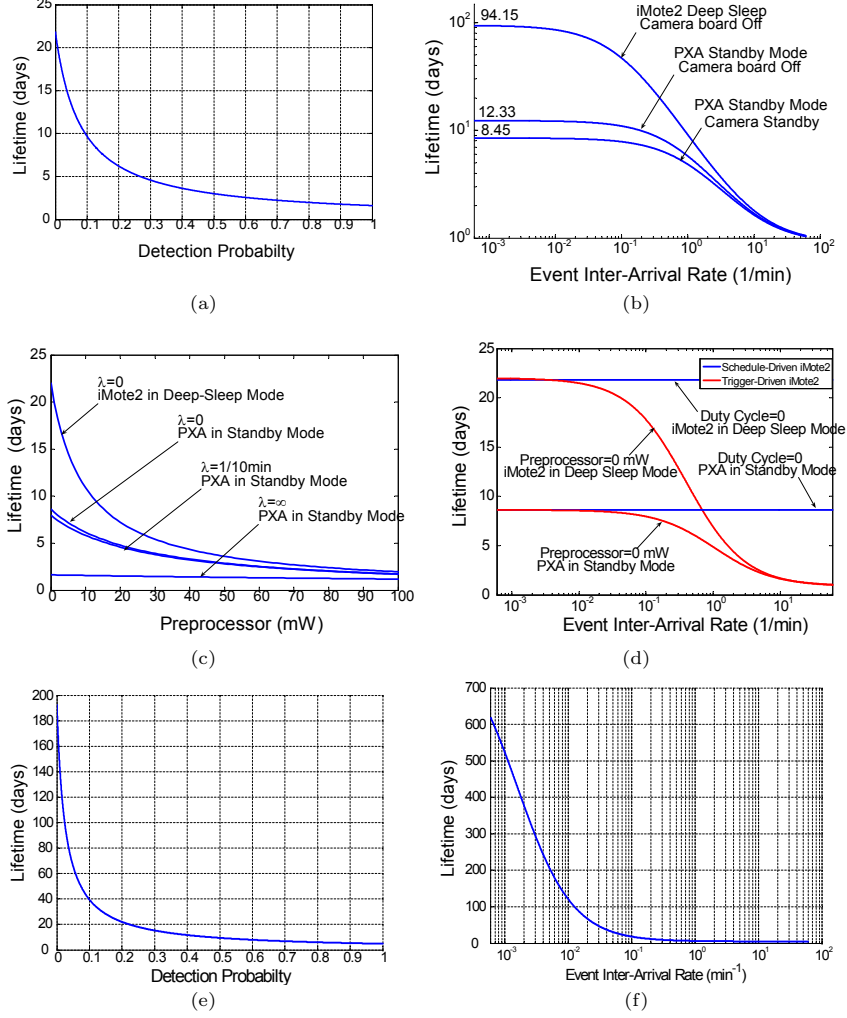 25
20
15
10
5
0
Lifetime (days)
0 0.1 0.2 0.3 0.4 0.5 0.6 0.7 0.8 0.9 1
Detection Probabilty
(a)
10^2
10^1
10^0
Lifetime (days)
94.15
12.33
8.45
iMote2 Deep Sleep
Camera board Off
PXA Standby Mode
Camera board Off
PXA Standby Mode
Camera Standby
10^-3 10^-2 10^-1 10^0 10^1 10^2
Event Inter-Arrival Rate (1/min)
(b)
25
20
15
10
5
0
Lifetime (days)
λ=0
iMote2 in Deep-Sleep Mode
λ=0
PXA in Standby Mode
λ=1/10min
PXA in Standby Mode
λ=∞
PXA in Standby Mode
0 10 20 30 40 50 60 70 80 90 100
Preprocessor (mW)
(c)
25
20
15
10
5
0
Lifetime (days)
Schedule-Driven iMote2
Trigger-Driven iMote2
Duty Cycle=0
iMote2 in Deep Sleep Mode
Preprocessor=0 mW
iMote2 in Deep Sleep Mode
Duty Cycle=0
PXA in Standby Mode
Preprocessor=0 mW
PXA in Standby Mode
10^-3 10^-2 10^-1 10^0 10^1
Event Inter-Arrival Rate (1/min)
(d)
200
180
160
140
120
100
80
60
40
20
0
Lifetime (days)
0 0.1 0.2 0.3 0.4 0.5 0.6 0.7 0.8 0.9 1
Detection Probabilty
(e)
700
600
500
400
300
200
100
0
Lifetime (days)
10^-3 10^-2 10^-1 10^0 10^1 10^2
Event Inter-Arrival Rate (min^-1)
(f)